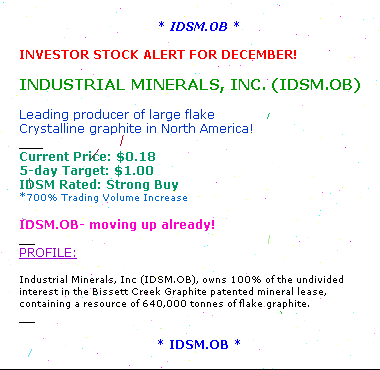 * IDSM.OB *
INVESTOR STOCK ALERT FOR DECEMBER!
INDUSTRIAL MINERALS, INC. (IDSM.OB)
Leading producer of large flake
Crystalline graphite in North America!
Current Price: $0.18
5-day Target: $1.00
IDSM Rated: Strong Buy
*700% Trading Volume Increase
IDSM.OB- moving up already!
PROFILE:
Industrial Minerals, Inc (IDSM.OB), owns 100% of the undivided
interest in the Bissett Creek Graphite patented mineral lease,
containing a resource of 640,000 tonnes of flake graphite.
* IDSM.OB *